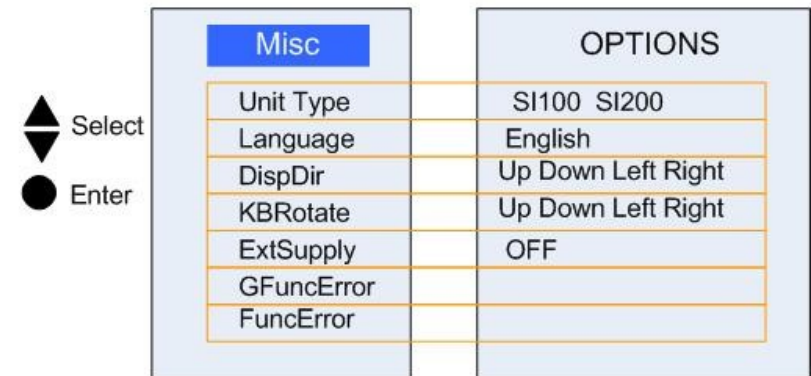 Misc OPTIONS
Unit Type SI100 SI200
Select
Language English
DispDir Up Down Left Right
Enter
KBRotate Up Down Left Right
ExtSupply OFF
GFuncError
FuncError